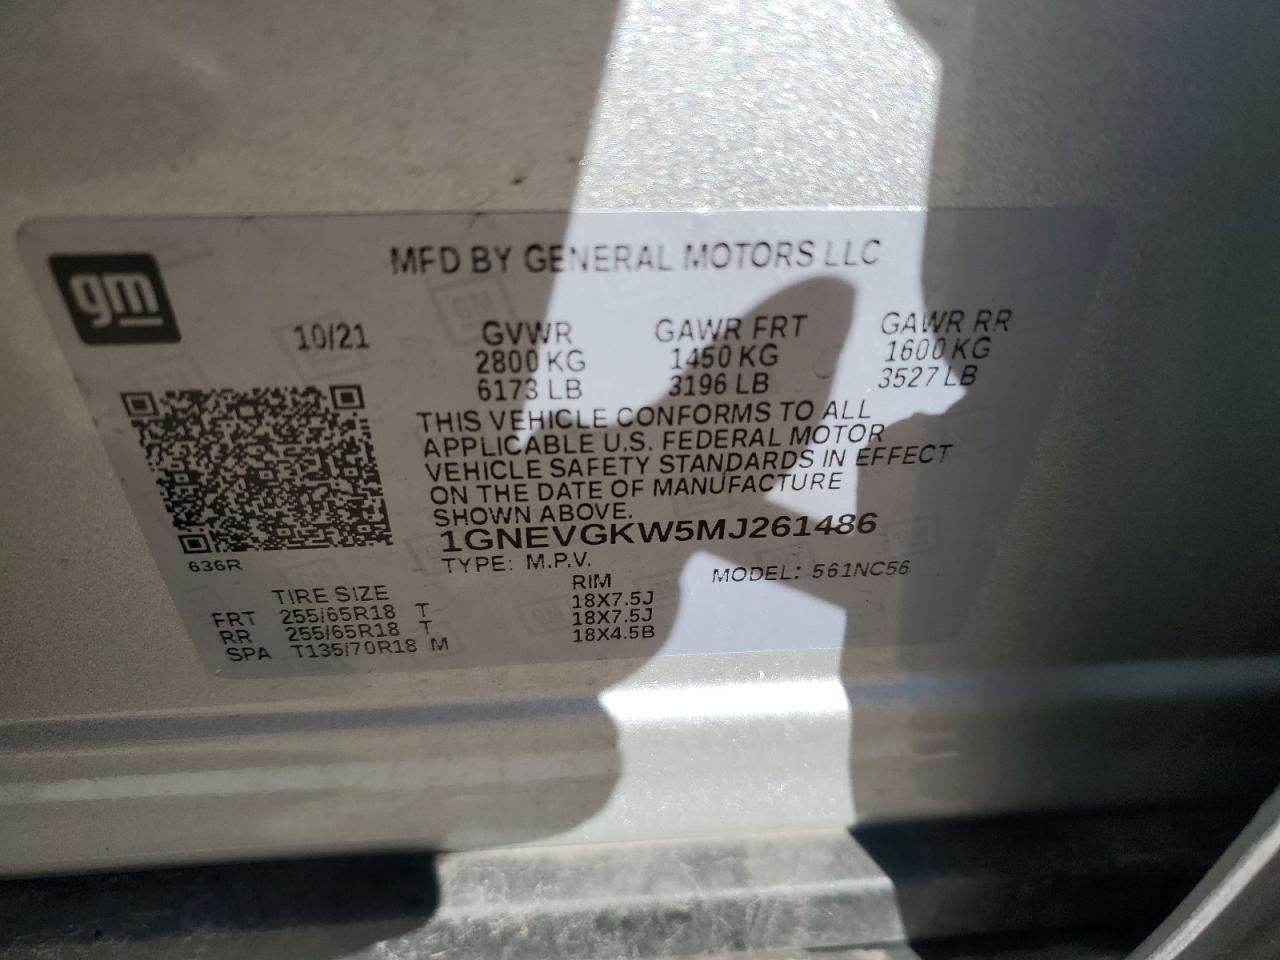 gm
MFD BY GENERAL MOTORS LLC
10/21 GVWR GAWR FRT GAWR RR
2800 KG 1450 KG 1600 KG
6173 LB 3196 LB 3527 LB
THIS VEHICLE CONFORMS TO ALL
APPLICABLE U.S. FEDERAL MOTOR
VEHICLE SAFETY STANDARDS IN EFFECT
ON THE DATE OF MANUFACTURE
SHOWN ABOVE.
1GNEVGKW5MJ261486
636R
TYPE: M.P.V. MODEL: 561NC56
TIRE SIZE RIM
FRT 255/65R18 T 18X7.5J
RR 255/65R18 T 18X7.5J
SPA T135/70R18 M 18X4.5B